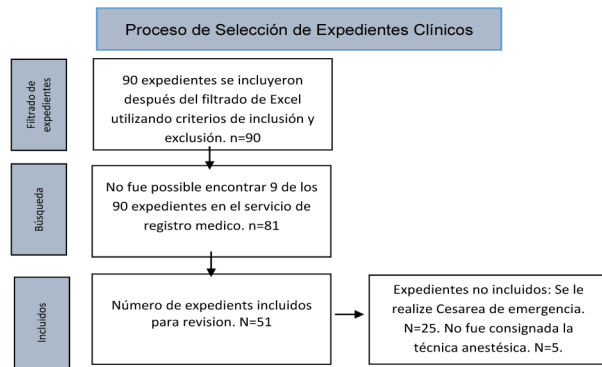 Proceso de Selección de Expedientes Clínicos
Filtrado de
expedientes
90 expedientes se incluyeron
después del filtrado de Excel
utilizando criterios de inclusión y
exclusión. n=90
Búsqueda
No fue possible encontrar 9 de los
90 expedientes en el servicio de
registro medico. n=81
Incluidos
Número de expedients incluidos
para revision. N=51
Expedientes no incluidos: Se le
realize Cesarea de emergencia.
N=25. No fue consignada la
técnica anestésica. N=5.